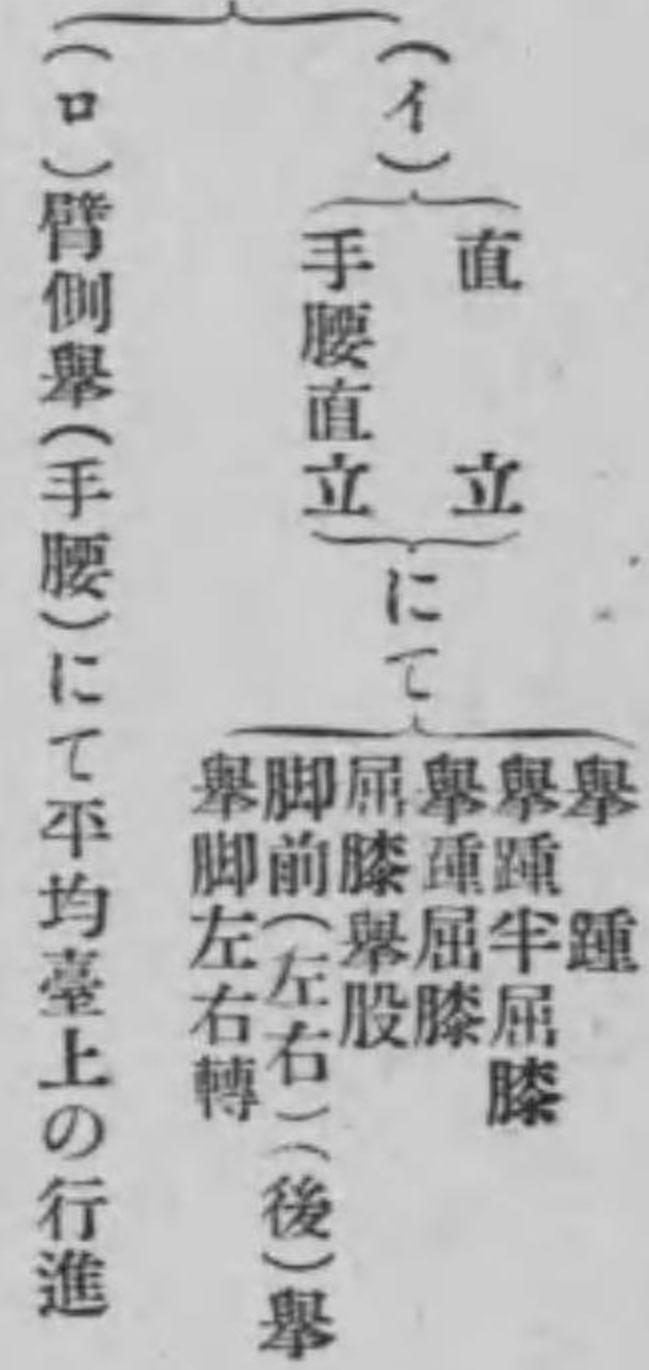 (イ)
直立
手腰直立
にて
擧踵
擧踵半屈膝
擧踵屈膝
屈膝擧股
脚前(左右)(後)擧
擧脚左右轉
(ロ)臂側擧(手腰)にて平均臺上の行進